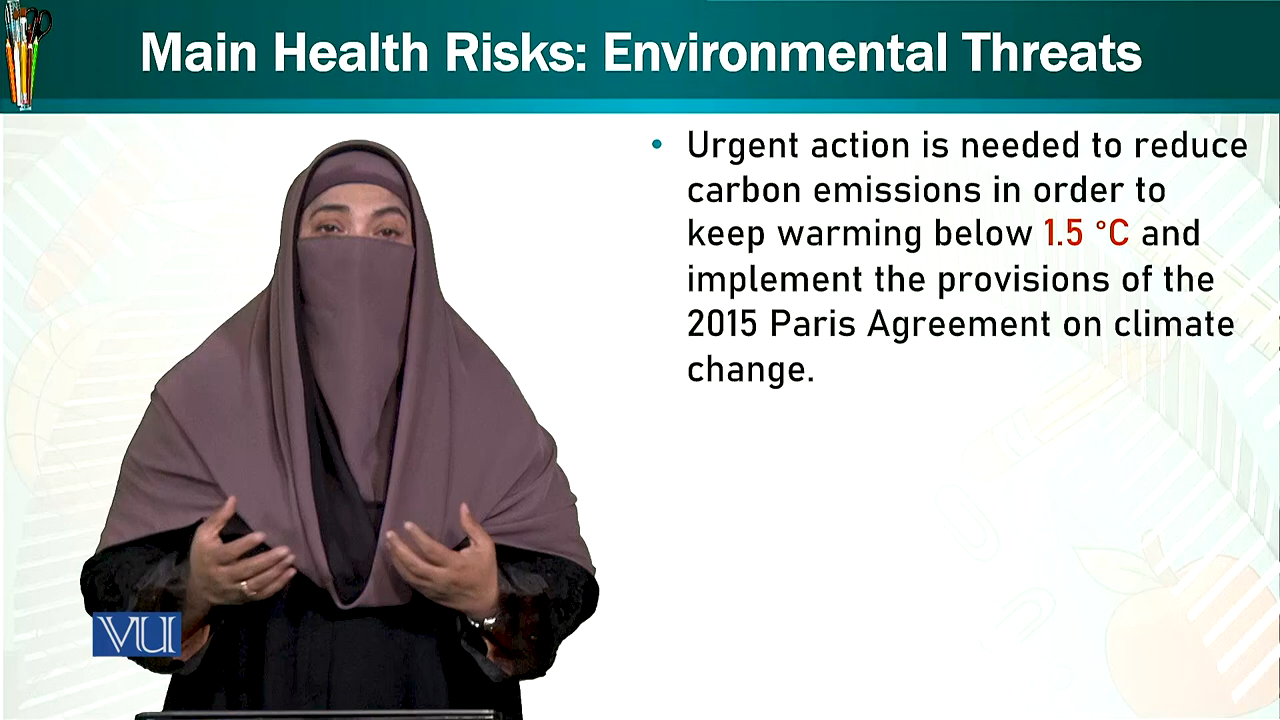 Main Health Risks: Environmental Threats
• Urgent action is needed to reduce
carbon emissions in order to
keep warming below 1.5 °C and
implement the provisions of the
2015 Paris Agreement on climate
change.
VU